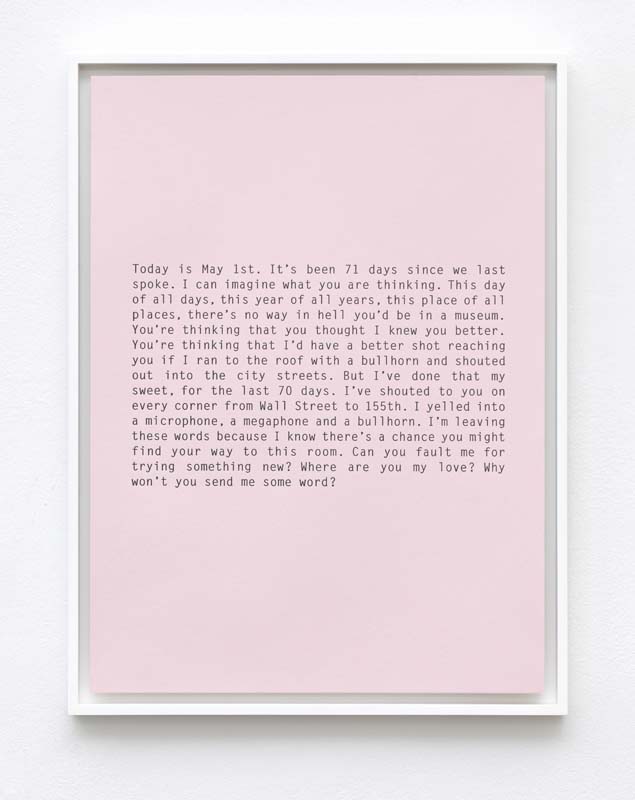 Today is May 1st. It's been 71 days since we last
spoke. I can imagine what you are thinking. This day
of all days, this year of all years, this place of all
places, there's no way in hell you'd be in a museum.
You're thinking that you thought I knew you better.
You're thinking that I'd have a better shot reaching
you if I ran to the roof with a bullhorn and shouted
out into the city streets. But I've done that my
sweet, for the last 70 days. I've shouted to you on
every corner from Wall Street to 155th. I yelled into
a microphone, a megaphone and a bullhorn. I'm leaving
these words because I know there's a chance you might
find your way to this room. Can you fault me for
trying something new? Where are you my love? Why
won't you send me some word?